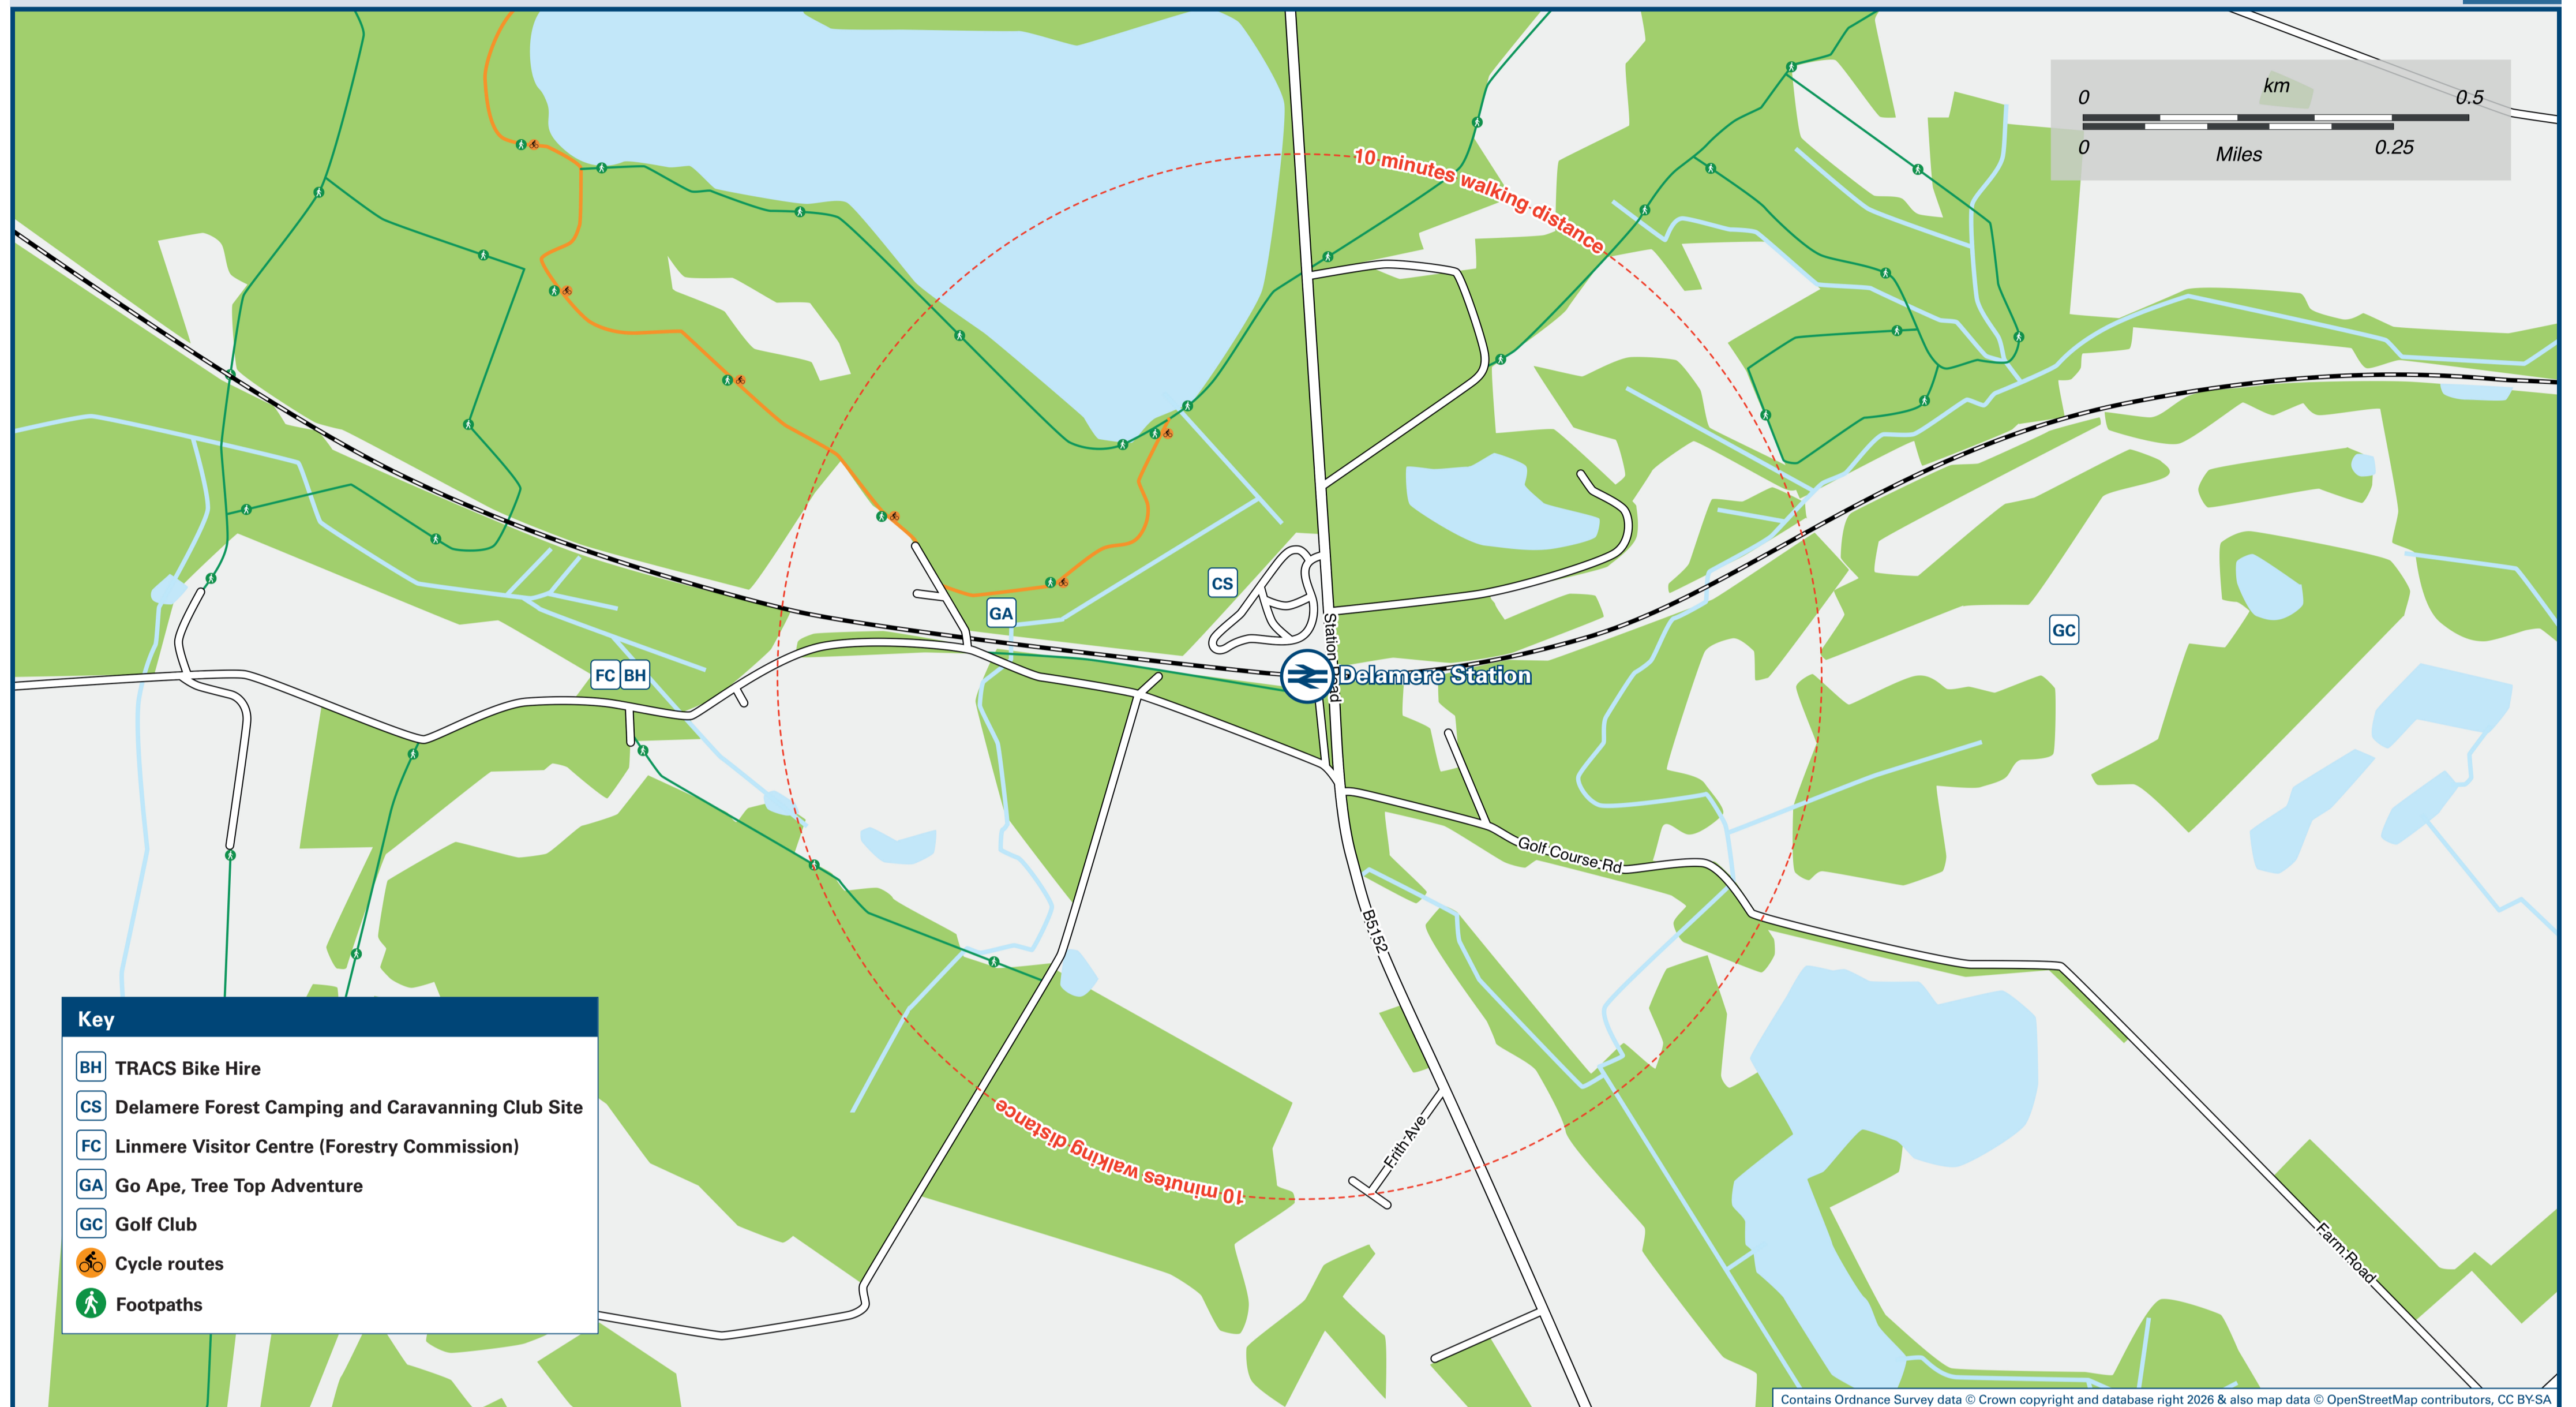 km
0 0.5
0 0.25
Miles
10 minutes walking distance
CS
GA
GC
Station Road
FC BH
Delamere Station
Golf Course Rd
B5152
Frith Ave
10 minutes walking distance
Farm Road
Key
BH TRACS Bike Hire
CS Delamere Forest Camping and Caravanning Club Site
FC Linmere Visitor Centre (Forestry Commission)
GA Go Ape, Tree Top Adventure
GC Golf Club
Cycle routes
Footpaths
Contains Ordnance Survey data © Crown copyright and database right 2026 & also map data © OpenStreetMap contributors, CC BY-SA